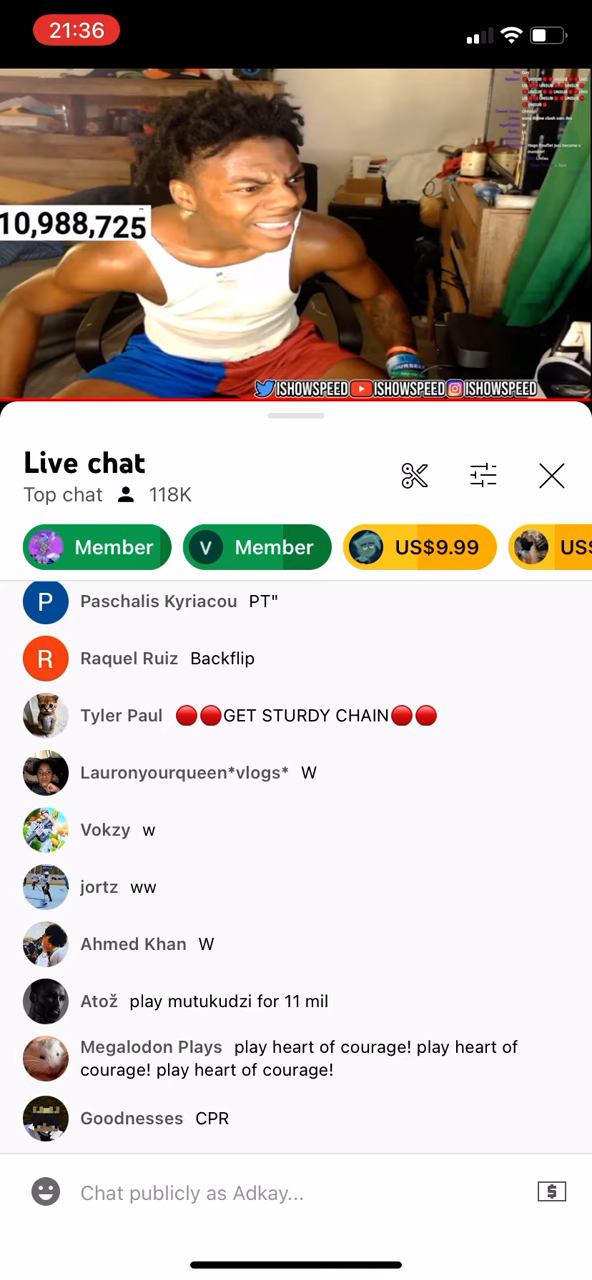 21:36
10,988,725
ISHOWSPEED ISHOWSPEED ISHOWSPEED
Live chat
Top chat 118K
Member V Member US$9.99 US$
P Paschalis Kyriacou PT"
R Raquel Ruiz Backflip
Tyler Paul 🔴🔴GET STURDY CHAIN🔴🔴
Lauronyourqueen*vlogs* W
Vokzy w
jortz ww
Ahmed Khan W
Atož play mutukudzi for 11 mil
Megalodon Plays play heart of courage! play heart of
courage! play heart of courage!
Goodnesses CPR
Chat publicly as Adkay...